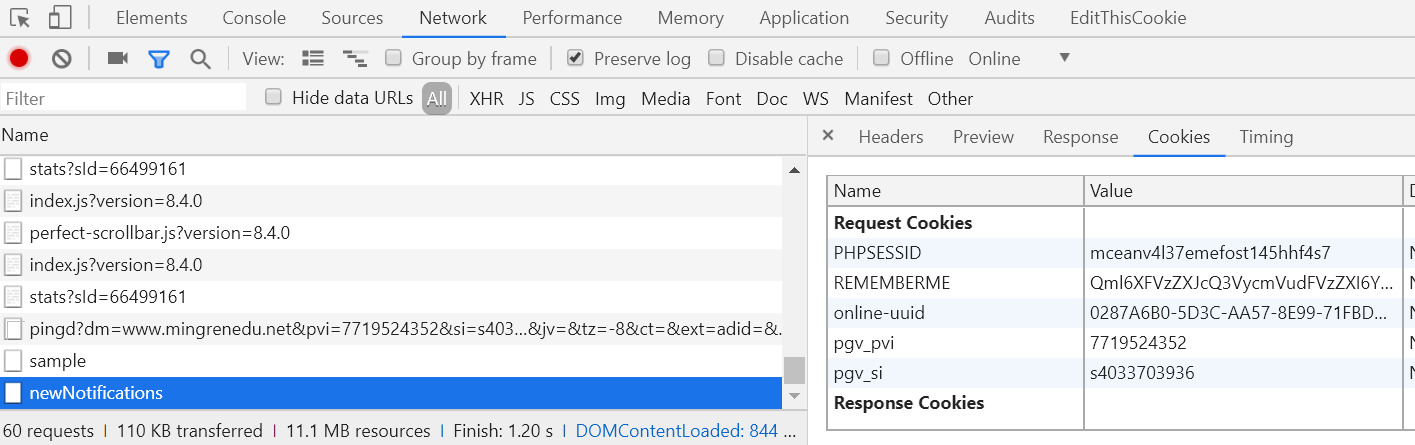 Elements Console Sources Network Performance Memory Application Security Audits EditThisCookie
View: Group by frame Preserve log Disable cache Offline Online
Filter Hide data URLs All XHR JS CSS Img Media Font Doc WS Manifest Other
Name
stats?sId=66499161
index.js?version=8.4.0
perfect-scrollbar.js?version=8.4.0
index.js?version=8.4.0
stats?sId=66499161
pingd?dm=www.mingrenedu.net&pvi=7719524352&si=s403...&jv=&tz=-8&ct=&ext=adid=&..
sample
newNotifications
60 requests 110 KB transferred 11.1 MB resources Finish: 1.20 s DOMContentLoaded: 844 ...
× Headers Preview Response Cookies Timing
Name Value
Request Cookies
PHPSESSID mceanv4l37emefost145hhf4s7 N
REMEMBERME Qml6XFVzZXJcQ3VycmVudFVzZXI6Y... N
online-uuid 0287A6B0-5D3C-AA57-8E99-71FBD... N
pgv_pvi 7719524352 N
pgv_si s4033703936 N
Response Cookies